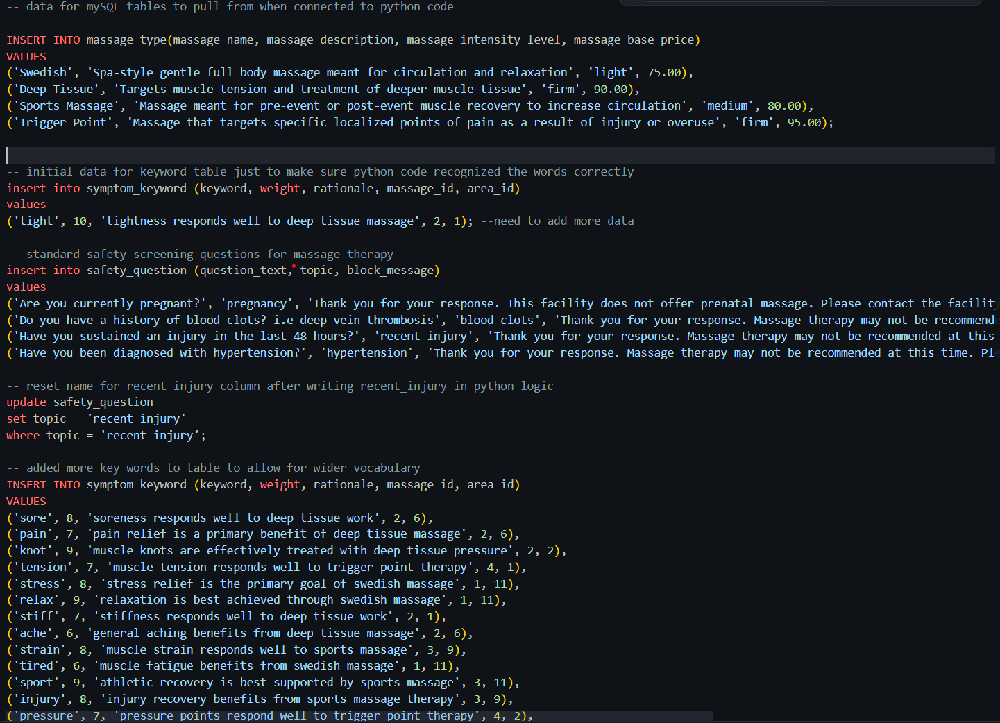 -- data for mySQL tables to pull from when connected to python code
INSERT INTO massage_type(massage_name, massage_description, massage_intensity_level, massage_base_price)
VALUES
('Swedish', 'Spa-style gentle full body massage meant for circulation and relaxation', 'light', 75.00),
('Deep Tissue', 'Targets muscle tension and treatment of deeper muscle tissue', 'firm', 90.00),
('Sports Massage', 'Massage meant for pre-event or post-event muscle recovery to increase circulation', 'medium', 80.00),
('Trigger Point', 'Massage that targets specific localized points of pain as a result of injury or overuse', 'firm', 95.00);
-- initial data for keyword table just to make sure python code recognized the words correctly
insert into symptom_keyword (keyword, weight, rationale, massage_id, area_id)
values
('tight', 10, 'tightness responds well to deep tissue massage', 2, 1); --need to add more data
-- standard safety screening questions for massage therapy
insert into safety_question (question_text, topic, block_message)
values
('Are you currently pregnant?', 'pregnancy', 'Thank you for your response. This facility does not offer prenatal massage. Please contact the facility
('Do you have a history of blood clots? i.e deep vein thrombosis', 'blood clots', 'Thank you for your response. Massage therapy may not be recommend
('Have you sustained an injury in the last 48 hours?', 'recent injury', 'Thank you for your response. Massage therapy may not be recommended at this
('Have you been diagnosed with hypertension?', 'hypertension', 'Thank you for your response. Massage therapy may not be recommended at this time. Pl
-- reset name for recent injury column after writing recent_injury in python logic
update safety_question
set topic = 'recent_injury'
where topic = 'recent injury';
-- added more key words to table to allow for wider vocabulary
INSERT INTO symptom_keyword (keyword, weight, rationale, massage_id, area_id)
VALUES
('sore', 8, 'soreness responds well to deep tissue work', 2, 6),
('pain', 7, 'pain relief is a primary benefit of deep tissue massage', 2, 6),
('knot', 9, 'muscle knots are effectively treated with deep tissue pressure', 2, 2),
('tension', 7, 'muscle tension responds well to trigger point therapy', 4, 1),
('stress', 8, 'stress relief is the primary goal of swedish massage', 1, 11),
('relax', 9, 'relaxation is best achieved through swedish massage', 1, 11),
('stiff', 7, 'stiffness responds well to deep tissue work', 2, 1),
('ache', 6, 'general aching benefits from deep tissue massage', 2, 6),
('strain', 8, 'muscle strain responds well to sports massage', 3, 9),
('tired', 6, 'muscle fatigue benefits from swedish massage', 1, 11),
('sport', 9, 'athletic recovery is best supported by sports massage', 3, 11),
('injury', 8, 'injury recovery benefits from sports massage therapy', 3, 9),
('pressure', 7, 'pressure points respond well to trigger point therapy', 4, 2),